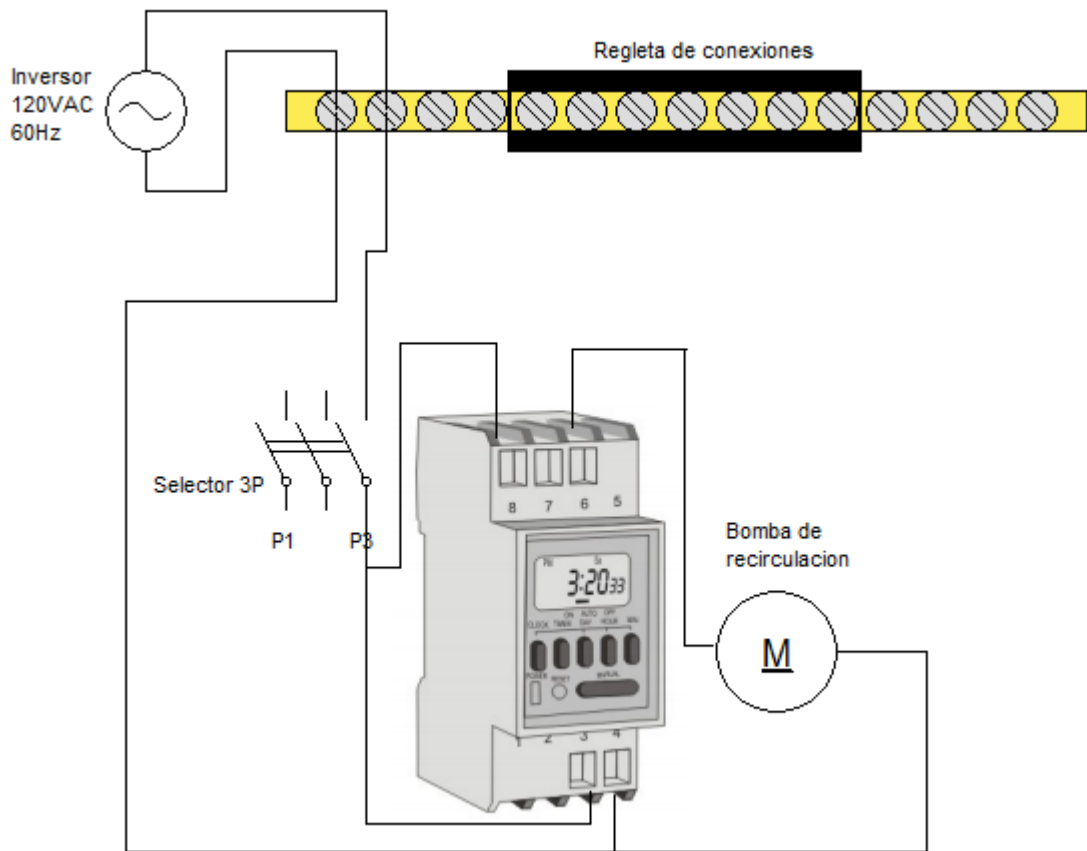 Regleta de conexiones
Inversor
120VAC
60Hz
Selector 3P
P1 P3
8 7 6 5
3:20 33
ON AUTO OFF
CLOCK TIMER DAY HOUR MIN
POWER RESET MANUAL
1 2 3 4
Bomba de
recirculacion
M